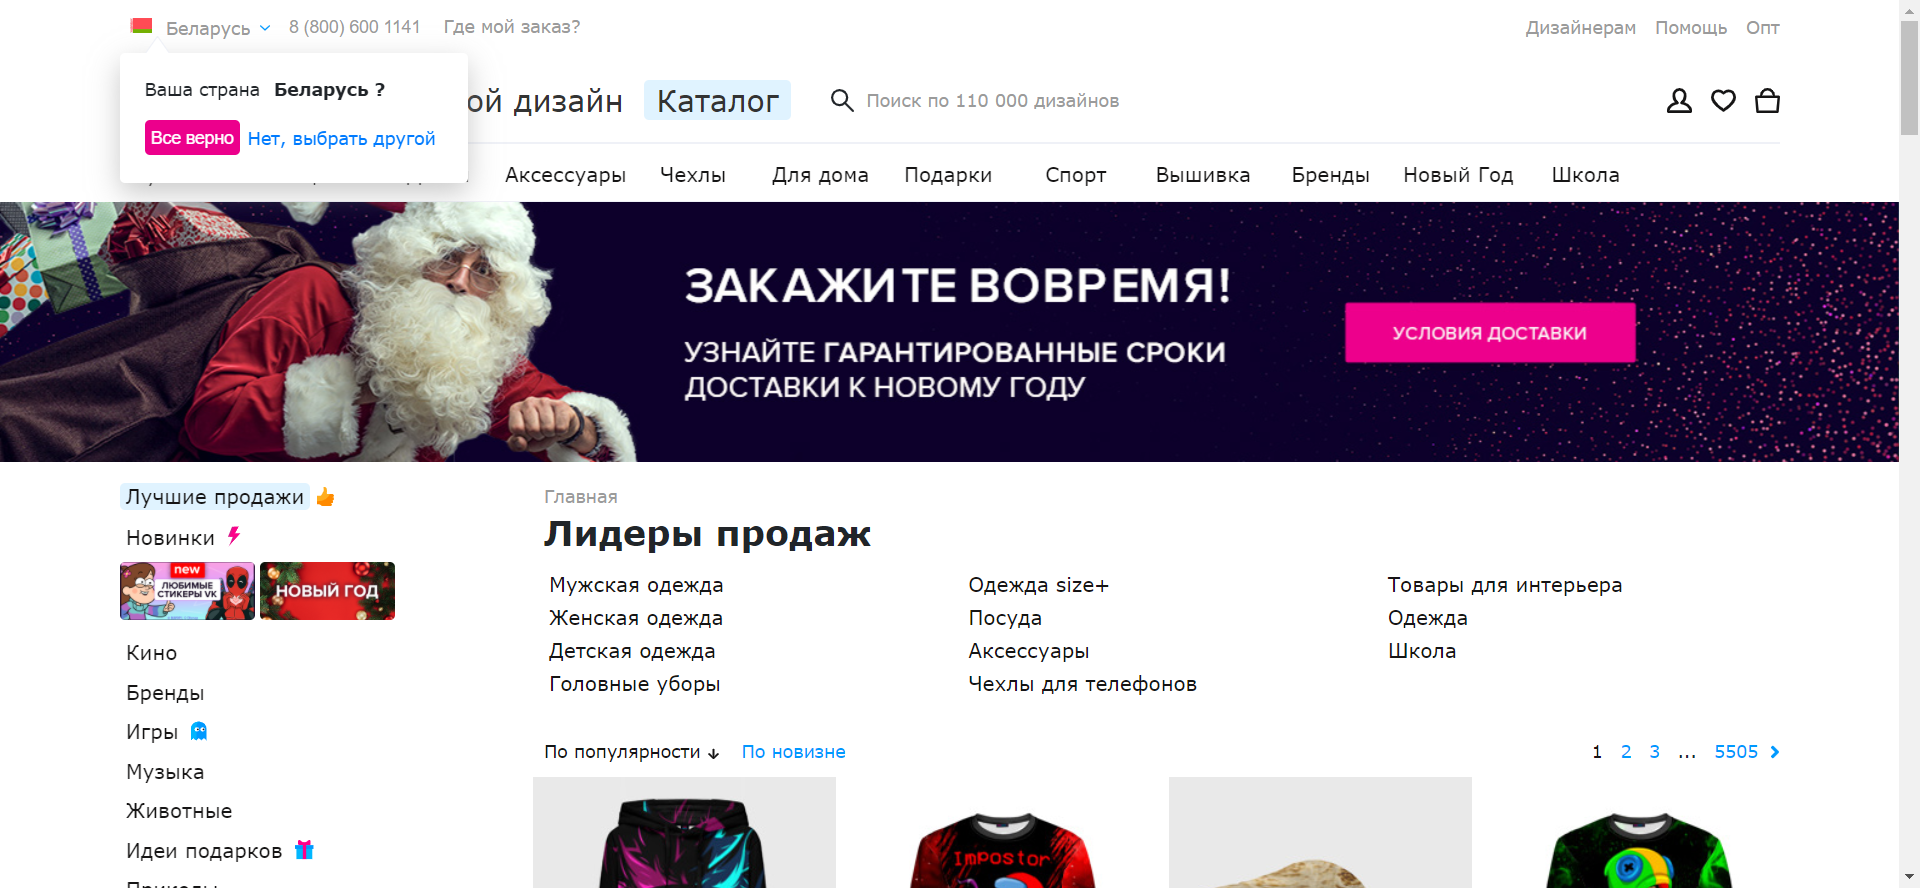 Беларусь
8 (800) 600 1141
Где мой заказ?
Дизайнерам
Помощь
Опт
Ваша страна Беларусь ?
Все верно
Нет, выбрать другой
дизайн
Каталог
Поиск по 110 000 дизайнов
Аксессуары
Чехлы
Для дома
Подарки
Спорт
Вышивка
Бренды
Новый Год
Школа
ЗАКАЖИТЕ ВОВРЕМЯ!
УЗНАЙТЕ ГАРАНТИРОВАННЫЕ СРОКИ
ДОСТАВКИ К НОВОМУ ГОДУ
УСЛОВИЯ ДОСТАВКИ
Лучшие продажи
Новинки
new
ЛЮБИМЫЕ
СТИКЕРЫ VK
НОВЫЙ ГОД
Кино
Бренды
Игры
Музыка
Животные
Идеи подарков
Главная
Лидеры продаж
Мужская одежда
Женская одежда
Детская одежда
Головные уборы
Одежда size+
Посуда
Аксессуары
Чехлы для телефонов
Товары для интерьера
Одежда
Школа
По популярности
По новизне
1 2 3 ... 5505
Impostor